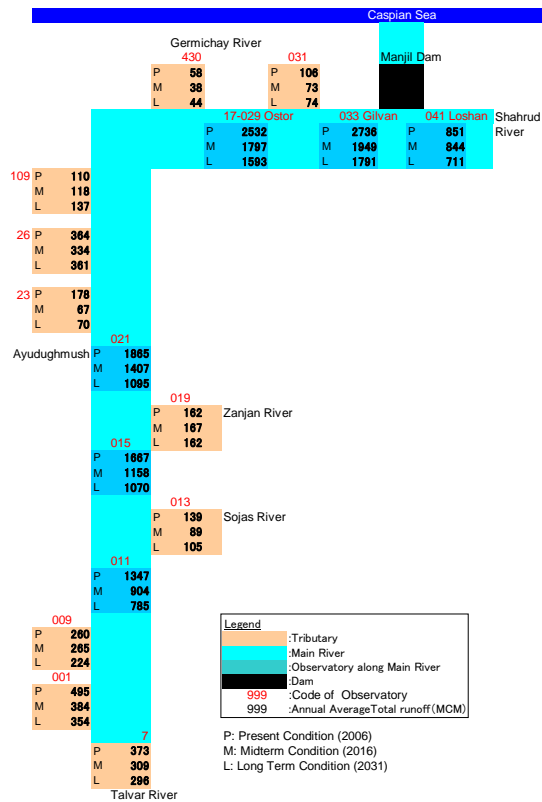 Caspian Sea
Germichay River
430 031 Manjil Dam
P 58 P 106
M 38 M 73
L 44 L 74
17-029 Ostor 033 Gilvan 041 Loshan Shahrud
P 2532 P 2736 P 851 River
M 1797 M 1949 M 844
L 1593 L 1791 L 711
109 P 110
M 118
L 137
26 P 364
M 334
L 361
23 P 178
M 67
L 70
021
Ayudughmush P 1865
M 1407
L 1095
019
P 162 Zanjan River
M 167
L 162
015
P 1667
M 1158
L 1070
013
P 139 Sojas River
M 89
L 105
011
P 1347
M 904
L 785
009
P 260
M 265
L 224
001
P 495
M 384
L 354
7
P 373
M 309
L 296
Talvar River
Legend
:Tributary
:Main River
:Observatory along Main River
:Dam
999 :Code of Observatory
999 :Annual AverageTotal runoff(MCM)
P: Present Condition (2006)
M: Midterm Condition (2016)
L: Long Term Condition (2031)